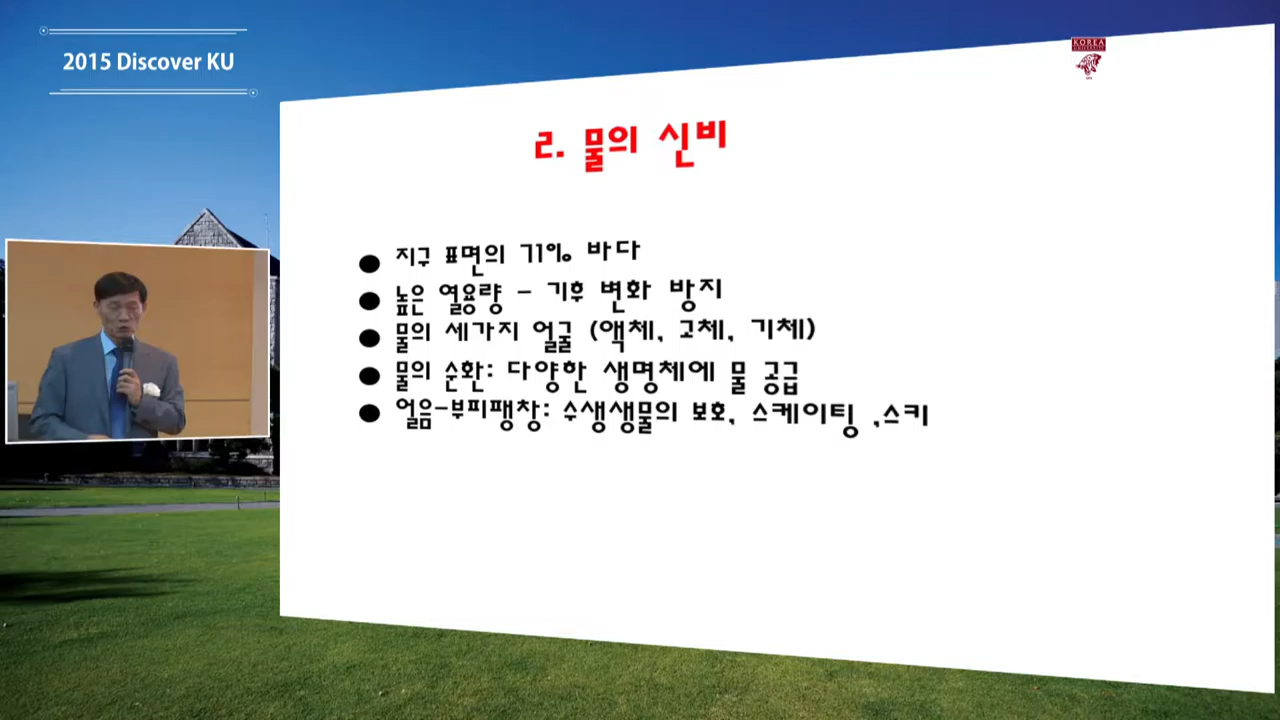 2015 Discover KU
KOREA
UNIVERSITY
2. 물의 신비
지구 표면의 71% 바다
높은 열용량 - 기후 변화 방지
물의 세가지 얼굴 (액체, 고체, 기체)
물의 순환: 다양한 생명체에 물 공급
얼음-부피팽창: 수생생물의 보호, 스케이팅 ,스키